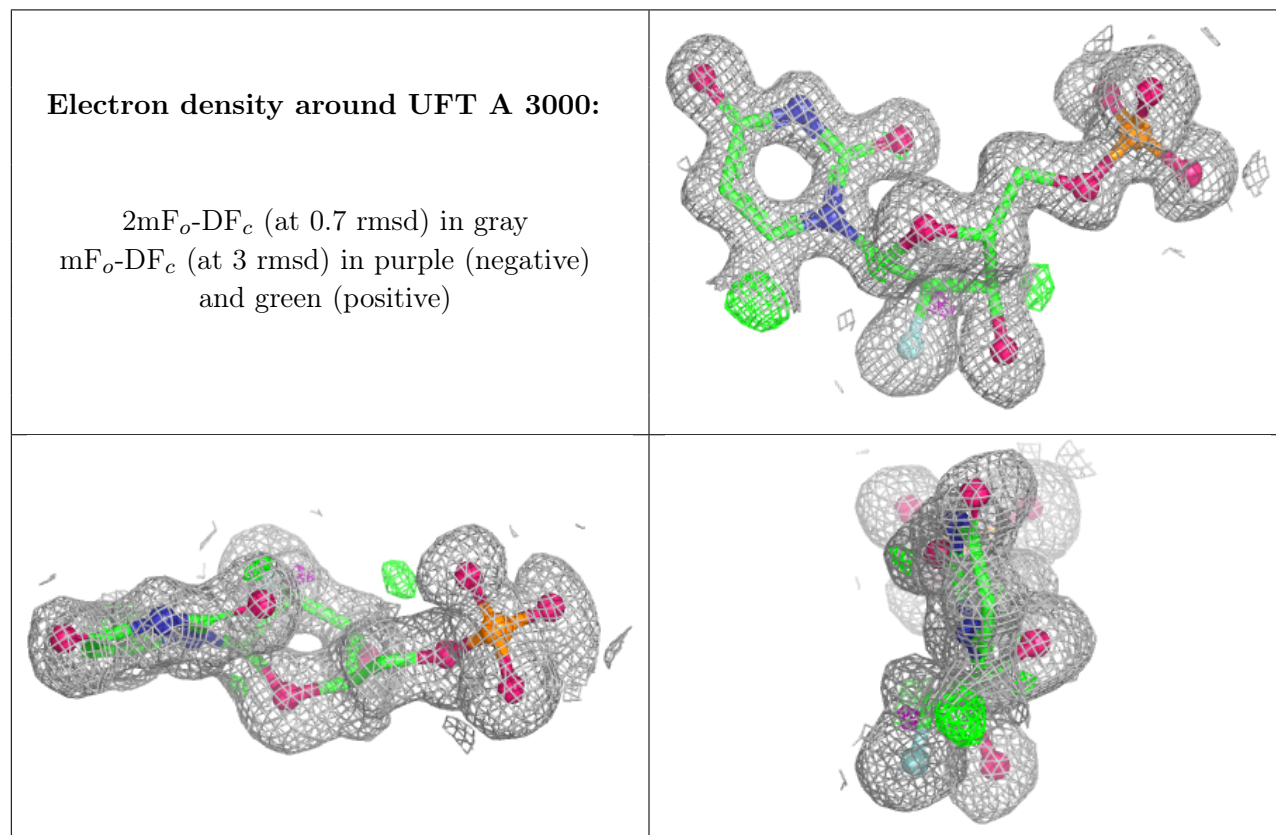 Electron density around UFT A 3000:
2mFo-DFc (at 0.7 rmsd) in gray
mFo-DFc (at 3 rmsd) in purple (negative)
and green (positive)